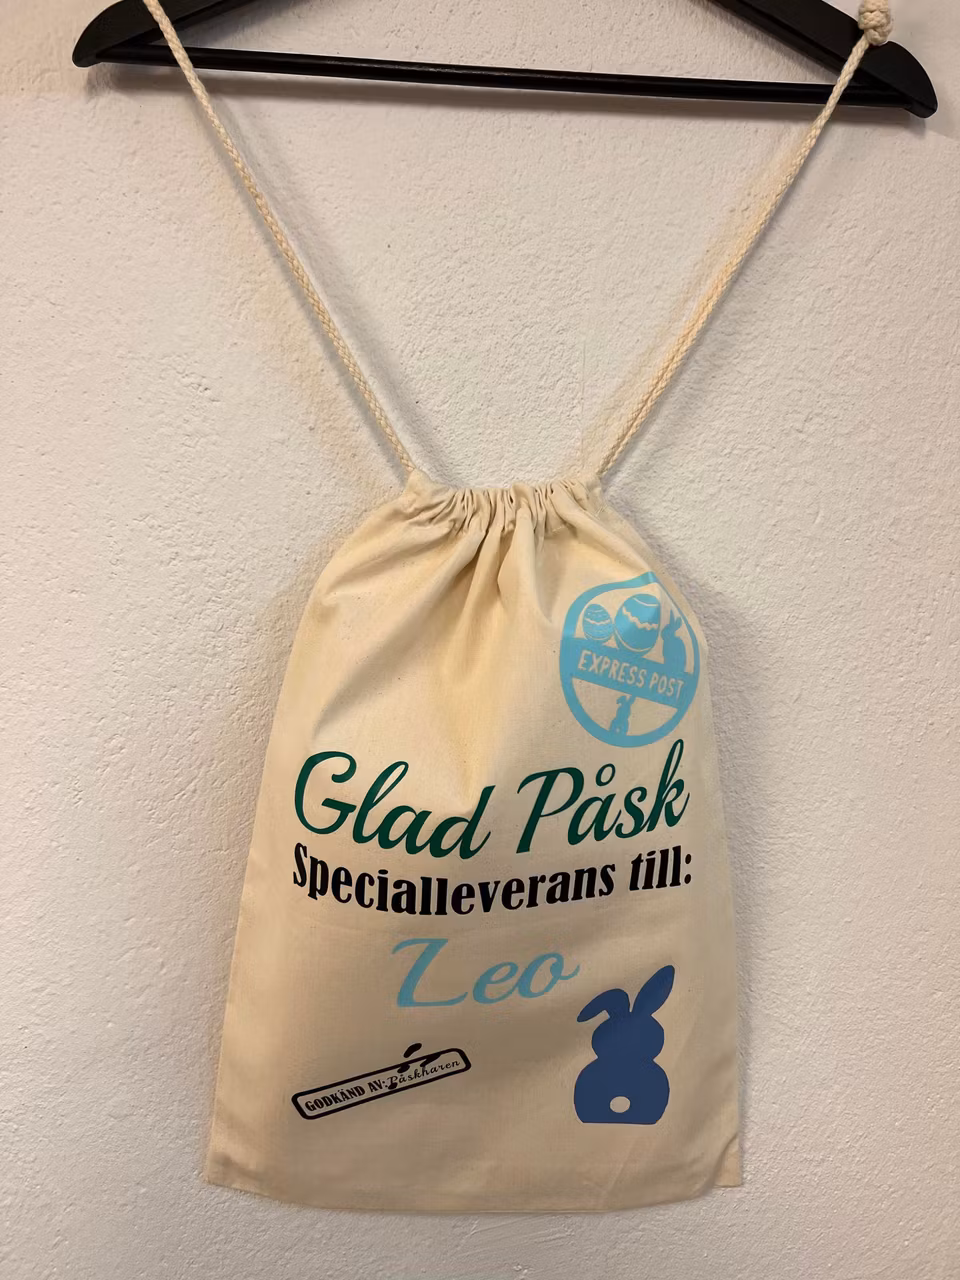 EXPRESS POST
Glad Påsk
Specialleverans till:
Leo
GODKÄND AV: Påskharen